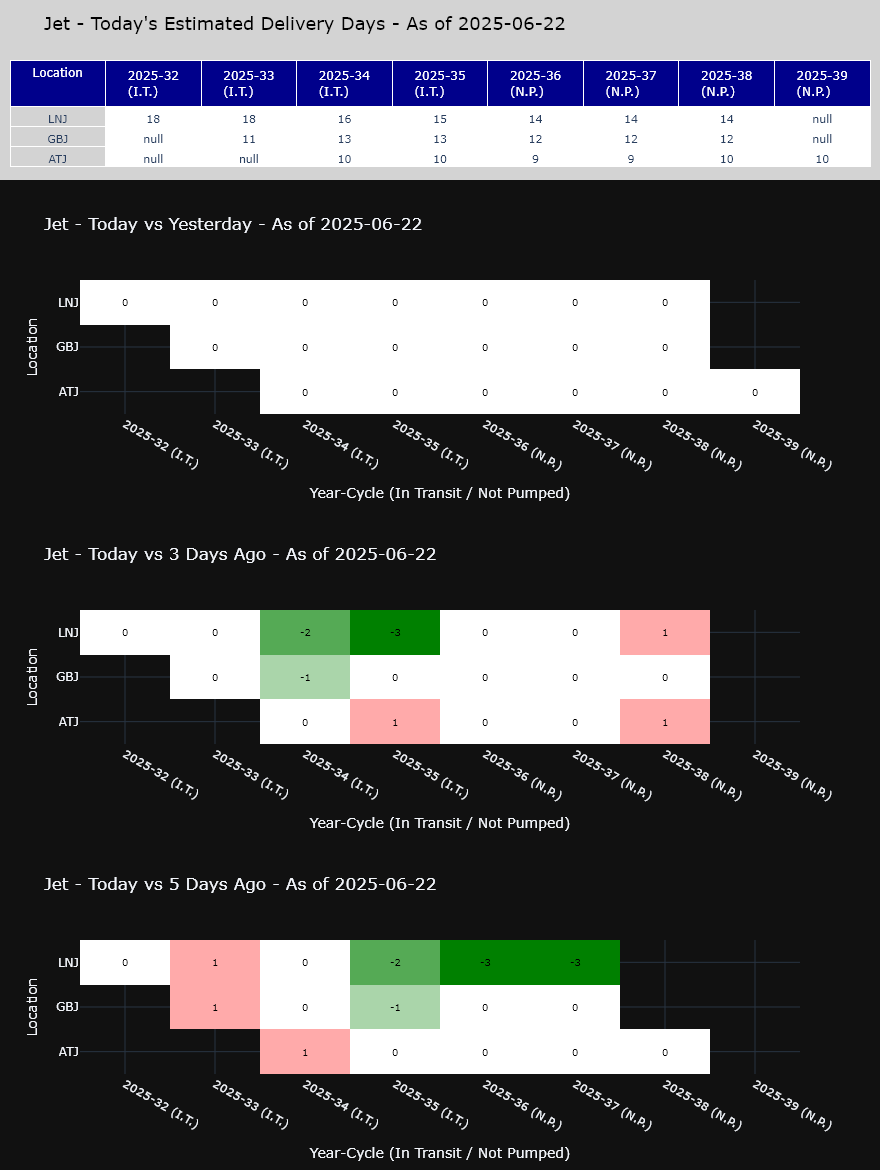 Jet - Today's Estimated Delivery Days - As of 2025-06-22
Location 2025-32 (I.T.) 2025-33 (I.T.) 2025-34 (I.T.) 2025-35 (I.T.) 2025-36 (N.P.) 2025-37 (N.P.) 2025-38 (N.P.) 2025-39 (N.P.)
LNJ 18 18 16 15 14 14 14 null
GBJ null 11 13 13 12 12 12 null
ATJ null null 10 10 9 9 10 10
Jet - Today vs Yesterday - As of 2025-06-22
Location
LNJ 0 0 0 0 0 0 0
GBJ 0 0 0 0 0 0
ATJ 0 0 0 0 0 0
2025-32 (I.T.) 2025-33 (I.T.) 2025-34 (I.T.) 2025-35 (I.T.) 2025-36 (N.P.) 2025-37 (N.P.) 2025-38 (N.P.) 2025-39 (N.P.)
Year-Cycle (In Transit / Not Pumped)
Jet - Today vs 3 Days Ago - As of 2025-06-22
Location
LNJ 0 0 -2 -3 0 0 1
GBJ 0 -1 0 0 0 0
ATJ 0 1 0 0 1
2025-32 (I.T.) 2025-33 (I.T.) 2025-34 (I.T.) 2025-35 (I.T.) 2025-36 (N.P.) 2025-37 (N.P.) 2025-38 (N.P.) 2025-39 (N.P.)
Year-Cycle (In Transit / Not Pumped)
Jet - Today vs 5 Days Ago - As of 2025-06-22
Location
LNJ 0 1 0 -2 -3 -3
GBJ 1 0 -1 0 0
ATJ 1 0 0 0 0
2025-32 (I.T.) 2025-33 (I.T.) 2025-34 (I.T.) 2025-35 (I.T.) 2025-36 (N.P.) 2025-37 (N.P.) 2025-38 (N.P.) 2025-39 (N.P.)
Year-Cycle (In Transit / Not Pumped)